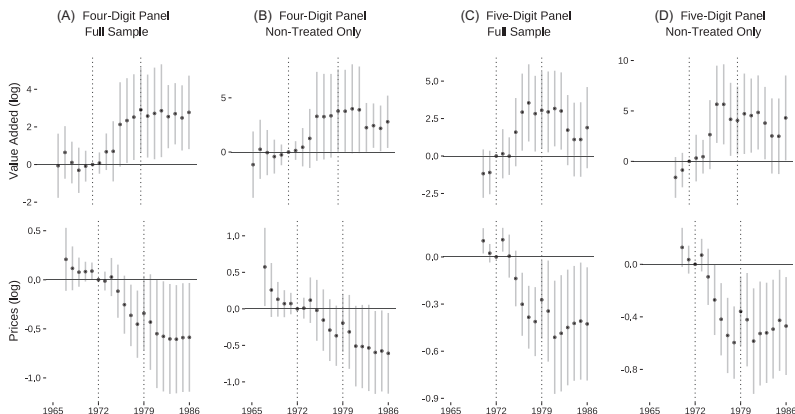 (A) Four-Digit Panel
Full Sample
(B) Four-Digit Panel
Non-Treated Only
(C) Five-Digit Panel
Full Sample
(D) Five-Digit Panel
Non-Treated Only
Value Added (log)
4
2
0
-2
5
0
5.0
2.5
0.0
-2.5
10
5
0
Prices (log)
0.5
0.0
-0.5
-1,0
1,0
0.5
0.0
-0.5
-1.0
0.0
-0.3
-0.6
-0.9
0.0
-0,4
-0.8
1965 1972 1979 1986
1965 1972 1979 1986
1965 1972 1979 1986
1965 1972 1979 1986